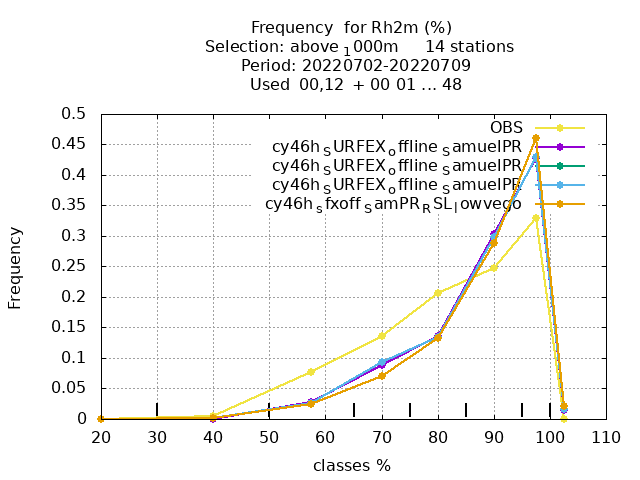 Frequency for Rh2m (%)
Selection: above 1000m 14 stations
Period: 20220702-20220709
Used 00,12 + 00 01 ... 48
0.5
0.45
0.4
0.35
0.3
0.25
0.2
0.15
0.1
0.05
0
Frequency
OBS
cy46h SURFEX offline SamuelPR
cy46h SURFEX offline SamuelPR
cy46h SURFEX offline SamuelPR
cy46h sfxoff SamPR RSL lowvego
20 30 40 50 60 70 80 90 100 110
classes %